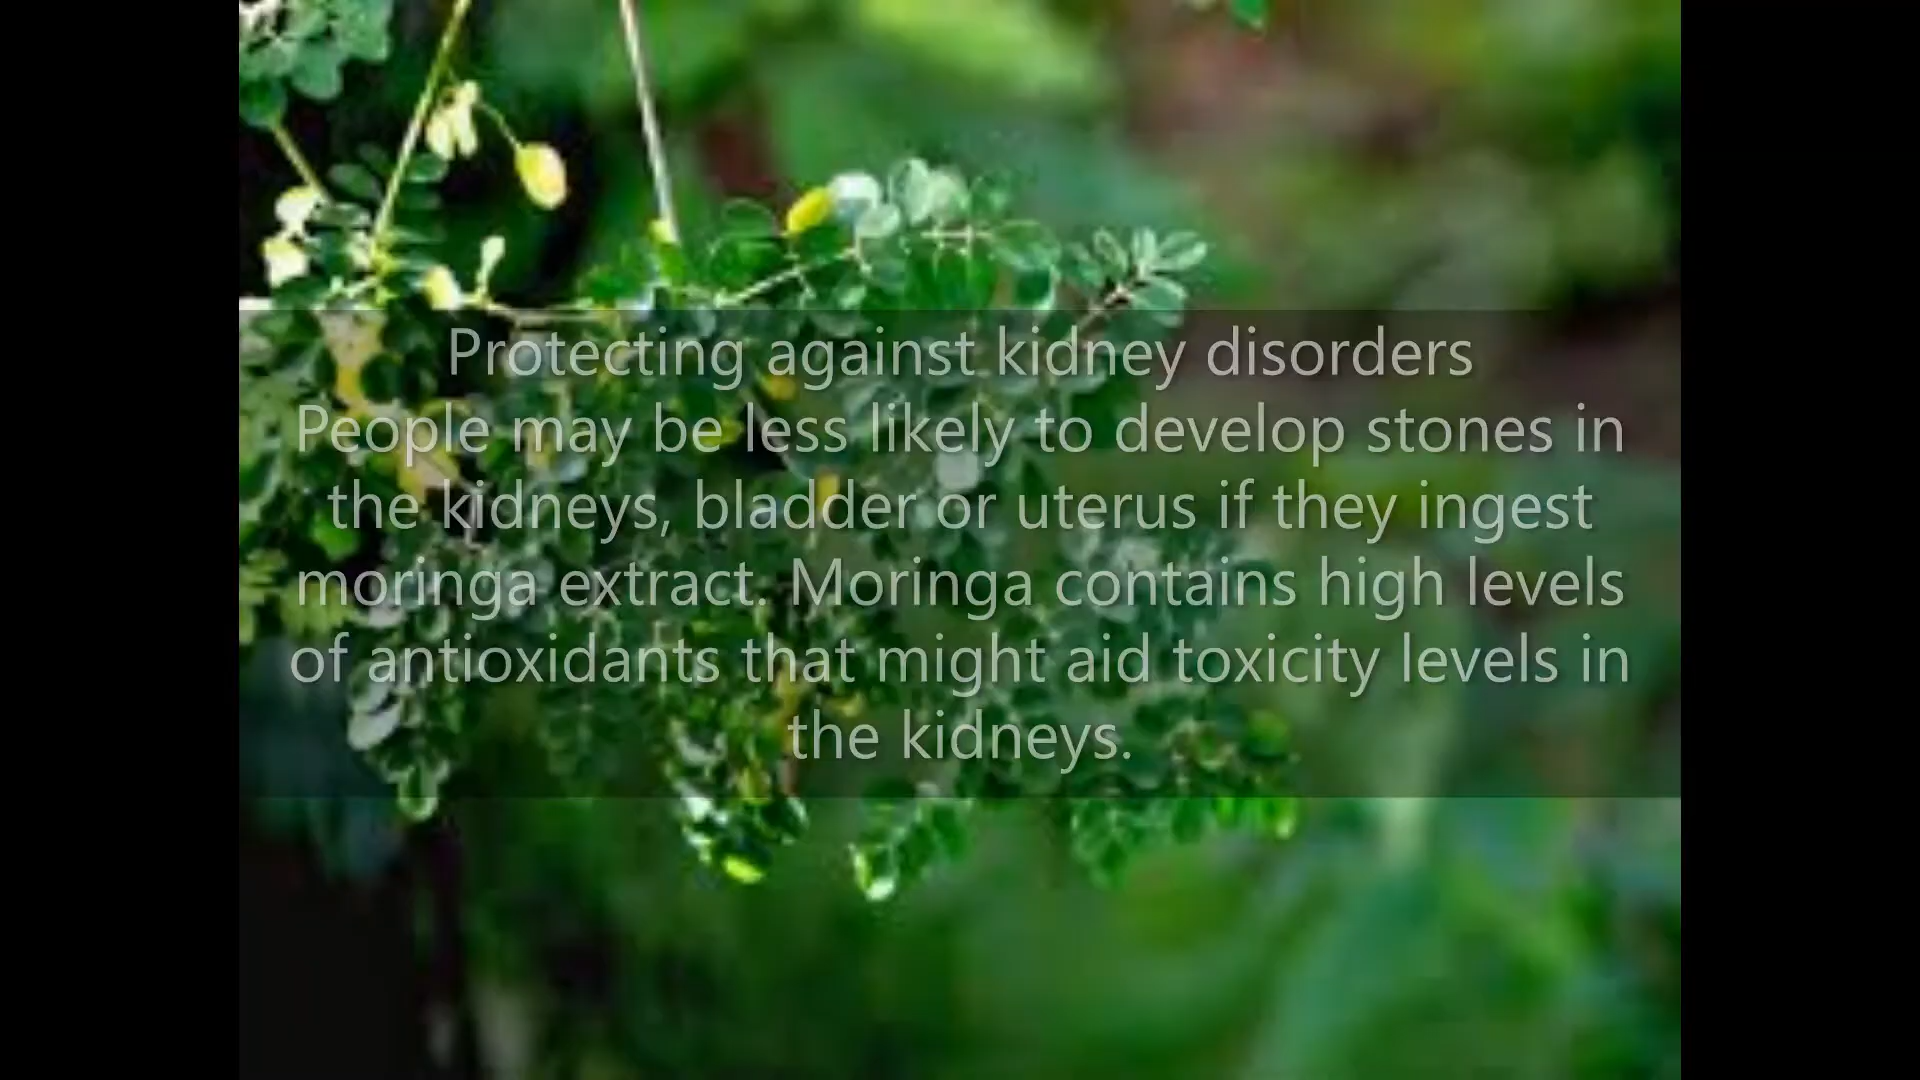 Protecting against kidney disorders
People may be less likely to develop stones in
the kidneys, bladder or uterus if they ingest
moringa extract. Moringa contains high levels
of antioxidants that might aid toxicity levels in
the kidneys.